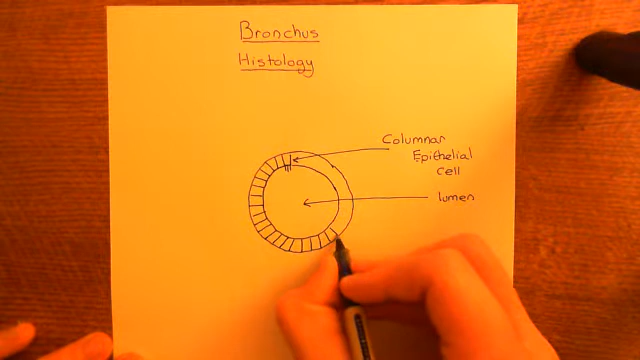 Bronchus
Histology
Columnar
Epithelial
Cell
lumen